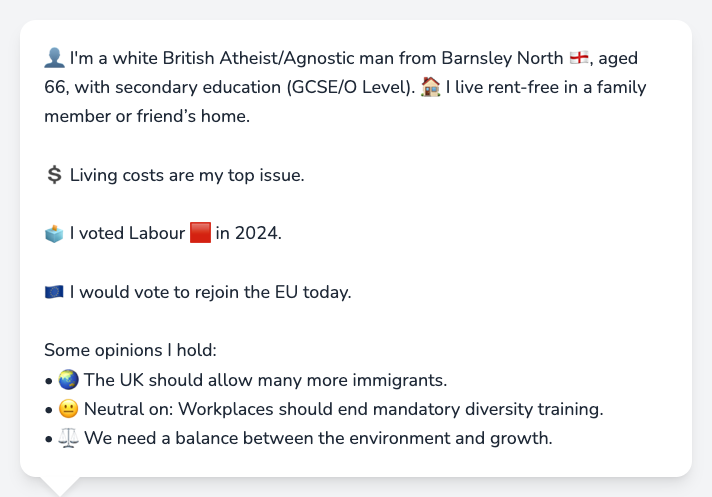 👤 I'm a white British Atheist/Agnostic man from Barnsley North 🏴󠁧󠁢󠁥󠁮󠁧󠁿, aged
66, with secondary education (GCSE/O Level). 🏠 I live rent-free in a family
member or friend’s home.
💲 Living costs are my top issue.
🗳️ I voted Labour 🟥 in 2024.
🇪🇺 I would vote to rejoin the EU today.
Some opinions I hold:
• 🌏 The UK should allow many more immigrants.
• 😐 Neutral on: Workplaces should end mandatory diversity training.
• ⚖️ We need a balance between the environment and growth.